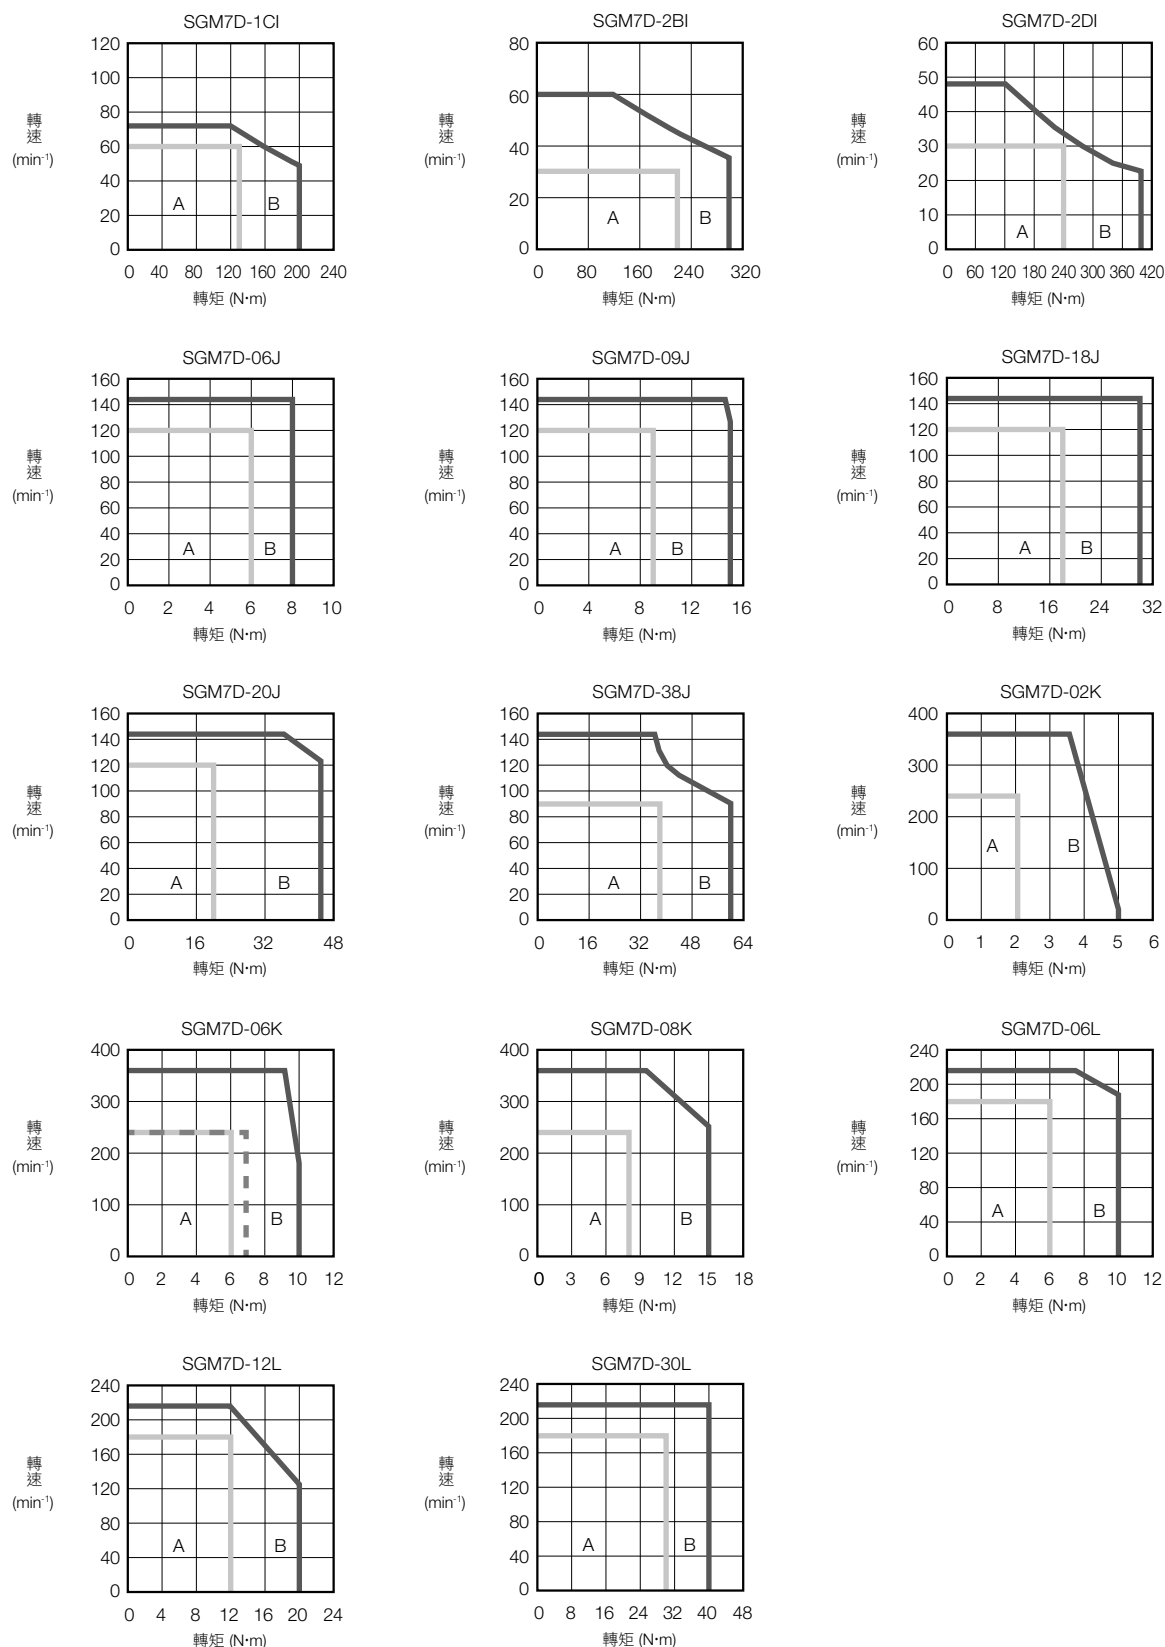 SGM7D-1CI
120
100
80
60
40
20
0
轉速
(min-1)
A
B
0 40 80 120 160 200 240
轉矩 (N•m)
SGM7D-2BI
80
60
40
20
0
轉速
(min-1)
A
B
0 80 160 240 320
轉矩 (N•m)
SGM7D-2DI
60
50
40
30
20
10
0
轉速
(min-1)
A
B
0 60 120 180 240 300 360 420
轉矩 (N•m)
SGM7D-06J
160
140
120
100
80
60
40
20
0
轉速
(min-1)
A
B
0 2 4 6 8 10
轉矩 (N•m)
SGM7D-09J
160
140
120
100
80
60
40
20
0
轉速
(min-1)
A
B
0 4 8 12 16
轉矩 (N•m)
SGM7D-18J
160
140
120
100
80
60
40
20
0
轉速
(min-1)
A
B
0 8 16 24 32
轉矩 (N•m)
SGM7D-20J
160
140
120
100
80
60
40
20
0
轉速
(min-1)
A
B
0 16 32 48
轉矩 (N•m)
SGM7D-38J
160
140
120
100
80
60
40
20
0
轉速
(min-1)
A
B
0 16 32 48 64
轉矩 (N•m)
SGM7D-02K
400
300
200
100
0
轉速
(min-1)
A
B
0 1 2 3 4 5 6
轉矩 (N•m)
SGM7D-06K
400
300
200
100
0
轉速
(min-1)
A
B
0 2 4 6 8 10 12
轉矩 (N•m)
SGM7D-08K
400
300
200
100
0
轉速
(min-1)
A
B
0 3 6 9 12 15 18
轉矩 (N•m)
SGM7D-06L
240
200
160
120
80
40
0
轉速
(min-1)
A
B
0 2 4 6 8 10 12
轉矩 (N•m)
SGM7D-12L
240
200
160
120
80
40
0
轉速
(min-1)
A
B
0 4 8 12 16 20 24
轉矩 (N•m)
SGM7D-30L
240
200
160
120
80
40
0
轉速
(min-1)
A
B
0 8 16 24 32 40 48
轉矩 (N•m)